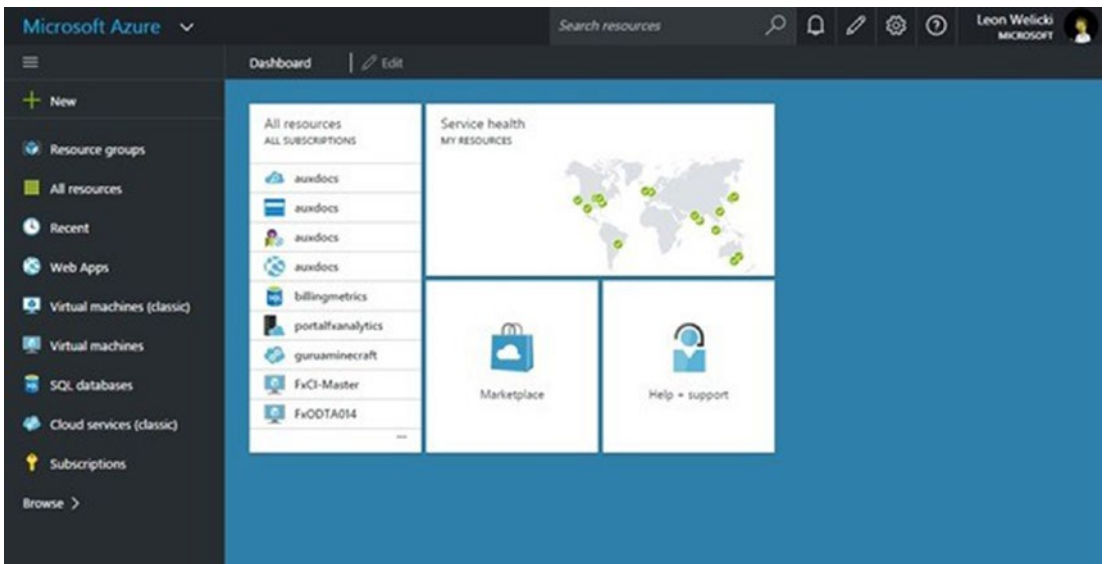 Microsoft Azure
Search resources
Leon Welicki
MICROSOFT
Dashboard
Edit
New
Resource groups
All resources
Recent
Web Apps
Virtual machines (classic)
Virtual machines
SQL databases
Cloud services (classic)
Subscriptions
Browse >
All resources
ALL SUBSCRIPTIONS
auxdocs
auxdocs
auxdocs
auxdocs
billingmetrics
portalfxanalytics
guruaminecraft
FxCI-Master
FxODTA014
...
Service health
MY RESOURCES
Marketplace
Help + support